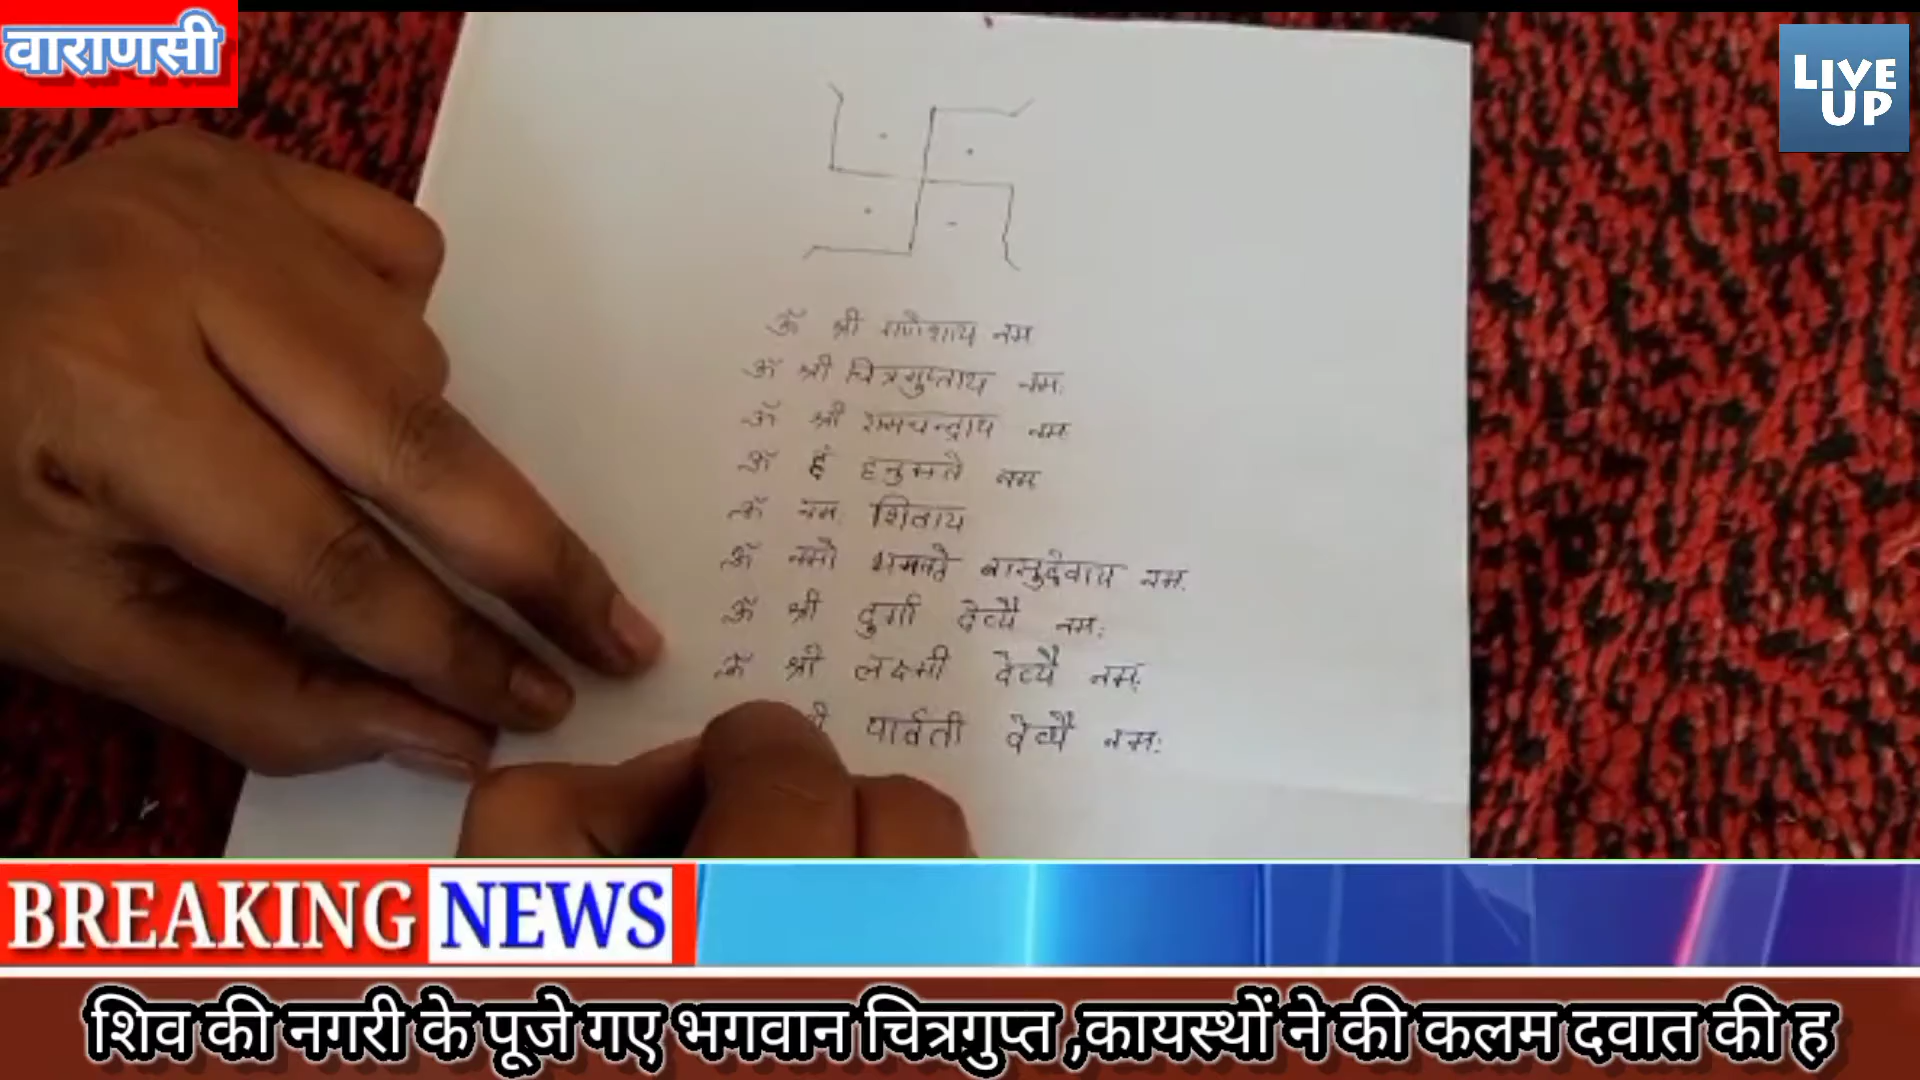 वाराणसी
LIVE
UP
ॐ श्री गणेशाय नम
ॐ श्री चित्रगुप्ताय नमः
ॐ श्री रामचन्द्राय नमः
ॐ हं हनुमते नमः
ॐ नमः शिवाय
ॐ नमो भगवते वासुदेवाय नमः
ॐ श्री दुर्गा देव्यै नमः
ॐ श्री लक्ष्मी देव्यै नमः
पार्वती देव्यै नमः
BREAKING NEWS
शिव की नगरी के पूजे गए भगवान चित्रगुप्त ,कायस्थों ने की कलम दवात की ह